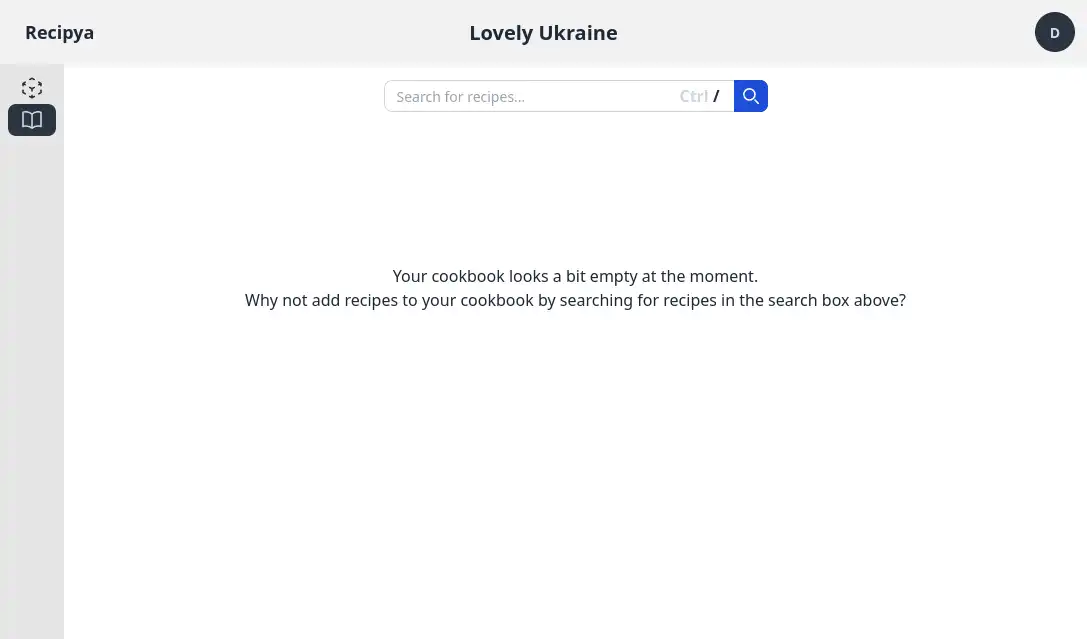 Recipya
Lovely Ukraine
D
Search for recipes...
Ctrl /
Your cookbook looks a bit empty at the moment.
Why not add recipes to your cookbook by searching for recipes in the search box above?